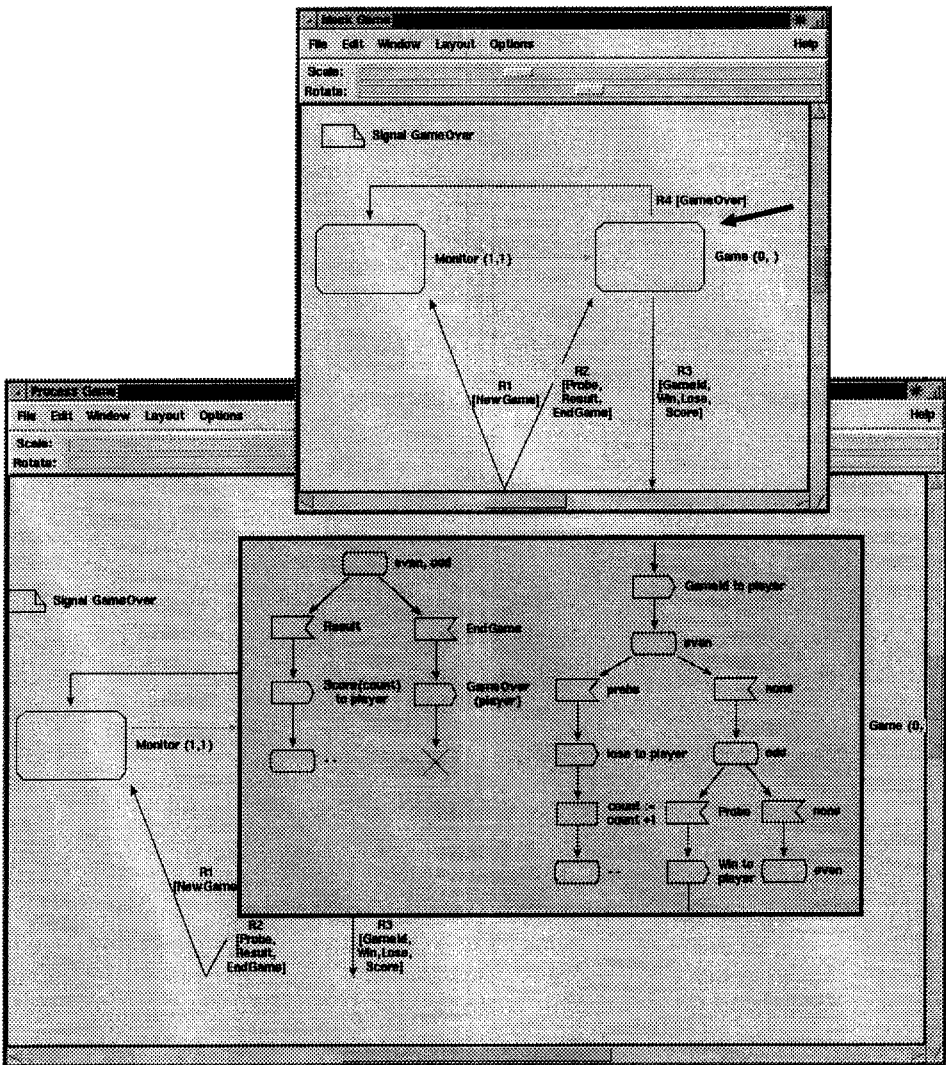 Block Game
File Edit Window Layout Options Help
Scale:
Rotate:
Signal GameOver
R4 [GameOver]
Monitor (1,1)
Game (0, )
R1
[NewGame]
R2
[Probe,
Result,
EndGame]
R3
[GameId,
Win,Lose,
Score]
Process Game
File Edit Window Layout Options
Help
Scale:
Rotate:
Signal GameOver
Monitor (1,1)
Game (0,
R1
[NewGame
R2
[Probe,
Result,
EndGame]
R3
[GameId,
Win,Lose,
Score]
even, odd
Result
EndGame
Score(count)
to player
GameOver
(player)
- -
GameId to player
even
probe
none
lose to player
odd
count :=
count +1
Probe
none
- -
Win to
player
even